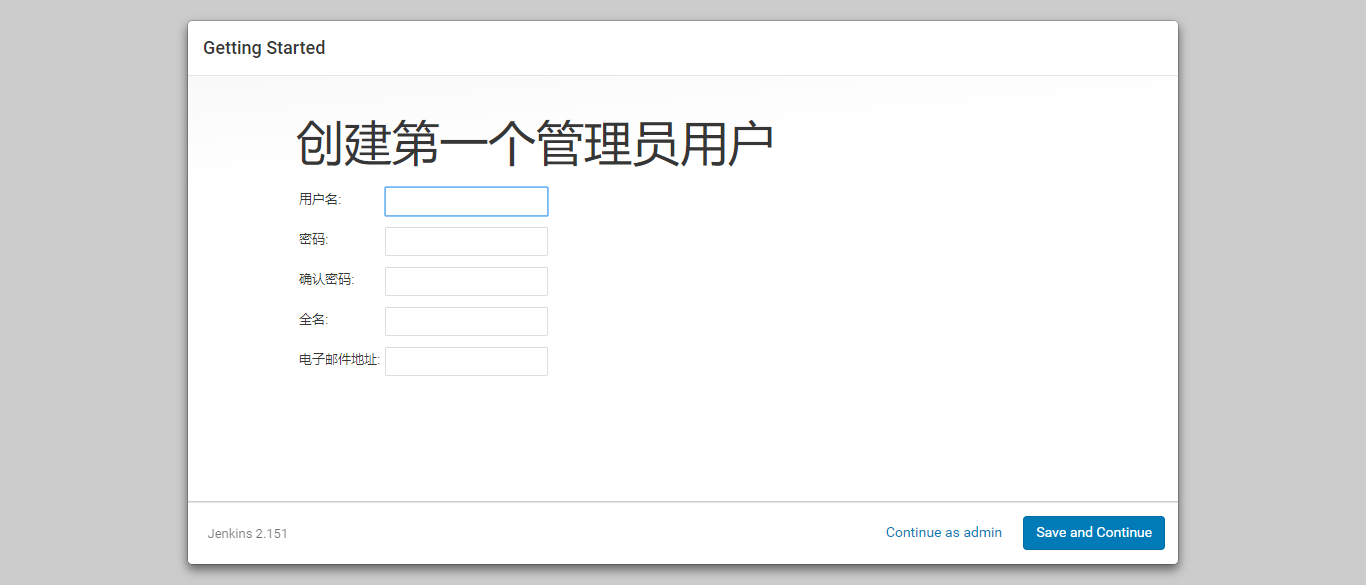 Getting Started
创建第一个管理员用户
用户名:
密码:
确认密码:
全名:
电子邮件地址:
Jenkins 2.151
Continue as admin
Save and Continue